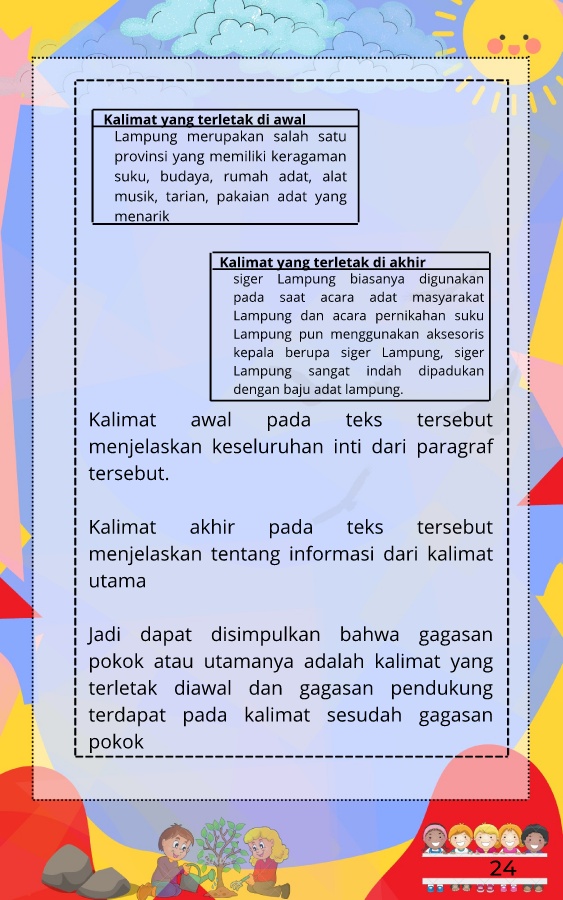 Kalimat yang terletak di awal
Lampung merupakan salah satu
provinsi yang memiliki keragaman
suku, budaya, rumah adat, alat
musik, tarian, pakaian adat yang
menarik
Kalimat yang terletak di akhir
siger Lampung biasanya digunakan
pada saat acara adat masyarakat
Lampung dan acara pernikahan suku
Lampung pun menggunakan aksesoris
kepala berupa siger Lampung, siger
Lampung sangat indah dipadukan
dengan baju adat lampung.
Kalimat awal pada teks tersebut
menjelaskan keseluruhan inti dari paragraf
tersebut.
Kalimat akhir pada teks tersebut
menjelaskan tentang informasi dari kalimat
utama
Jadi dapat disimpulkan bahwa gagasan
pokok atau utamanya adalah kalimat yang
terletak diawal dan gagasan pendukung
terdapat pada kalimat sesudah gagasan
pokok
24